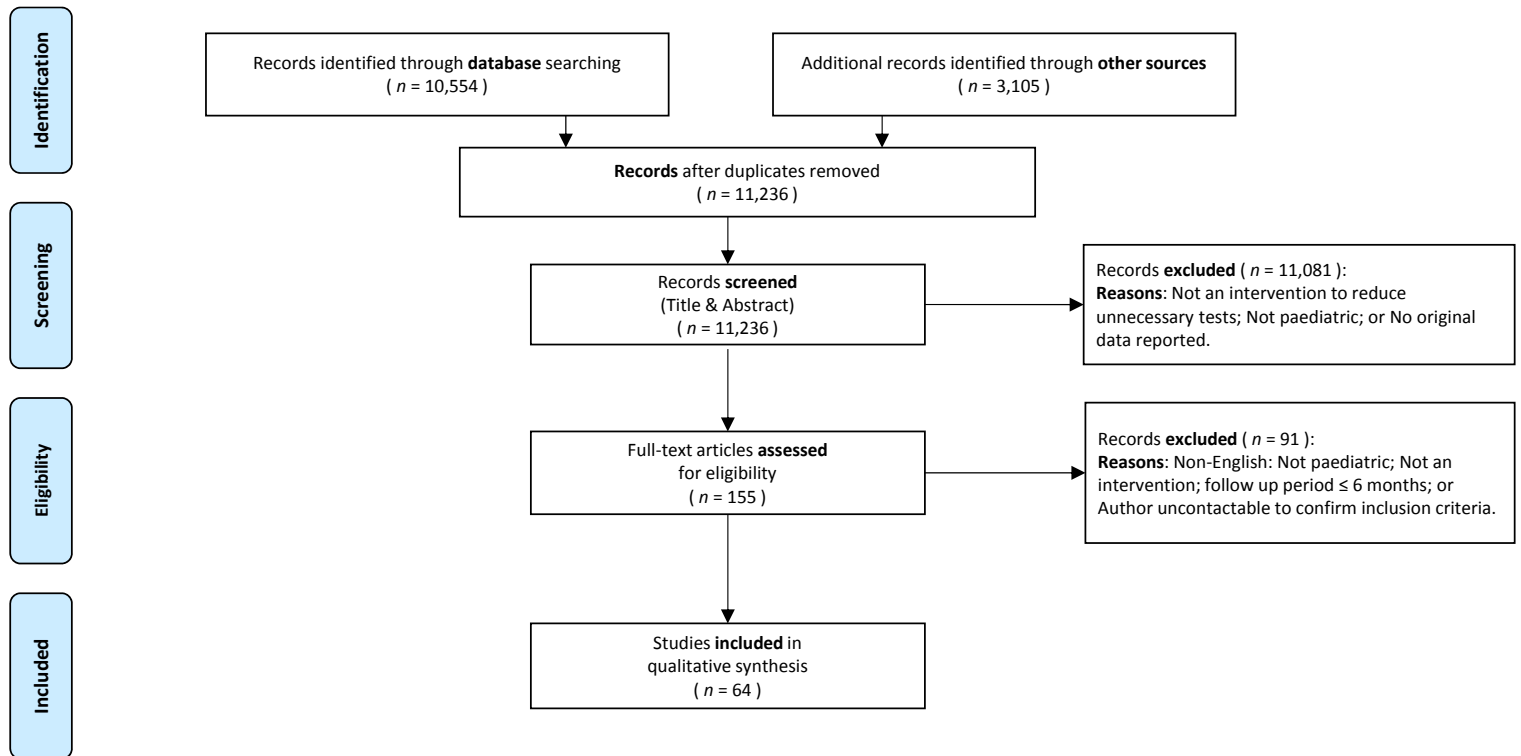 Identification
Records identified through database searching
( n = 10,554 )
Additional records identified through other sources
( n = 3,105 )
Records after duplicates removed
( n = 11,236 )
Screening
Records screened
(Title & Abstract)
( n = 11,236 )
Records excluded ( n = 11,081 ):
Reasons: Not an intervention to reduce
unnecessary tests; Not paediatric; or No original
data reported.
Eligibility
Full-text articles assessed
for eligibility
( n = 155 )
Records excluded ( n = 91 ):
Reasons: Non-English: Not paediatric; Not an
intervention; follow up period ≤ 6 months; or
Author uncontactable to confirm inclusion criteria.
Included
Studies included in
qualitative synthesis
( n = 64 )